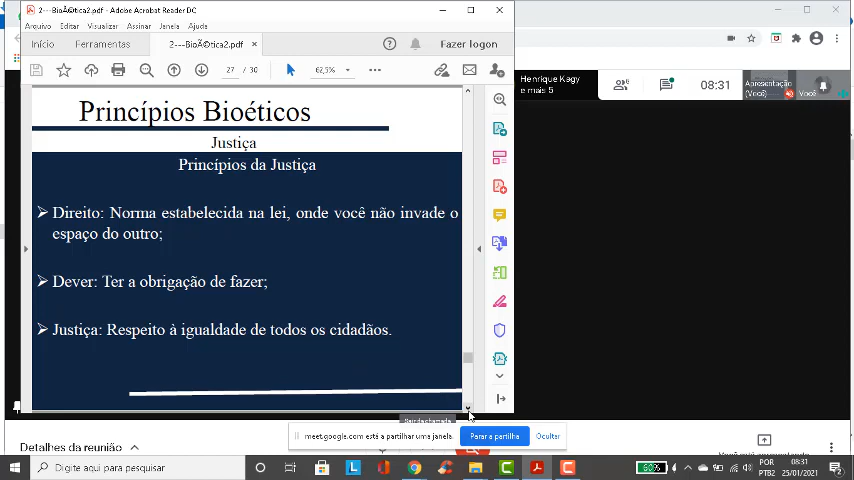 2---BioÃ©tica2.pdf - Adobe Acrobat Reader DC
Arquivo Editar Visualizar Assinar Janela Ajuda
Início Ferramentas 2---BioÃ©tica2.pdf × Fazer logon
27 / 30 62,5%
Henrique Kagy
e mais 5
6
08:31
Apresentação
(Você)
Você
Princípios Bioéticos
Justiça
Princípios da Justiça
➢ Direito: Norma estabelecida na lei, onde você não invade o
espaço do outro;
➢ Dever: Ter a obrigação de fazer;
➢ Justiça: Respeito à igualdade de todos os cidadãos.
meet.google.com está a partilhar uma janela. Parar a partilha Ocultar
Detalhes da reunião
Digite aqui para pesquisar
60%
POR
PTB2
08:31
25/01/2021
2